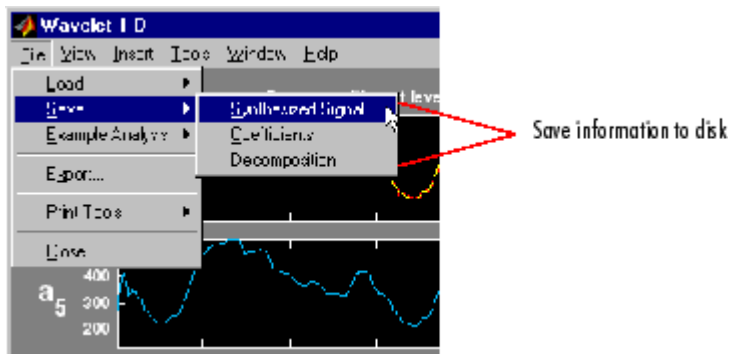 Wavelet 1-D
File View Insert Tools Window Help
Load
Save
Synthesized Signal
Save information to disk
Example Analysis
Coefficients
Decomposition
Export...
Print Tools
Close
a5
400
300
200